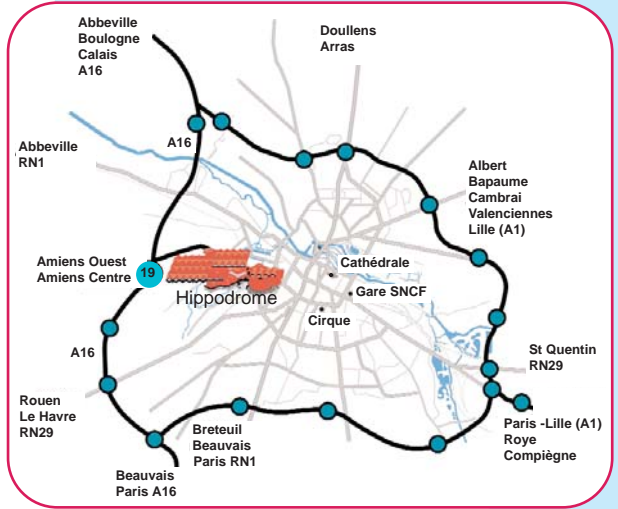 Abbeville
Boulogne
Calais
A16
Doullens
Arras
Abbeville
RN1
A16
Albert
Bapaume
Cambrai
Valenciennes
Lille (A1)
Amiens Ouest
Amiens Centre
19
Cathédrale
Gare SNCF
Hippodrome
Cirque
A16
St Quentin
RN29
Rouen
Le Havre
RN29
Breteuil
Beauvais
Paris RN1
Paris -Lille (A1)
Roye
Compiègne
Beauvais
Paris A16